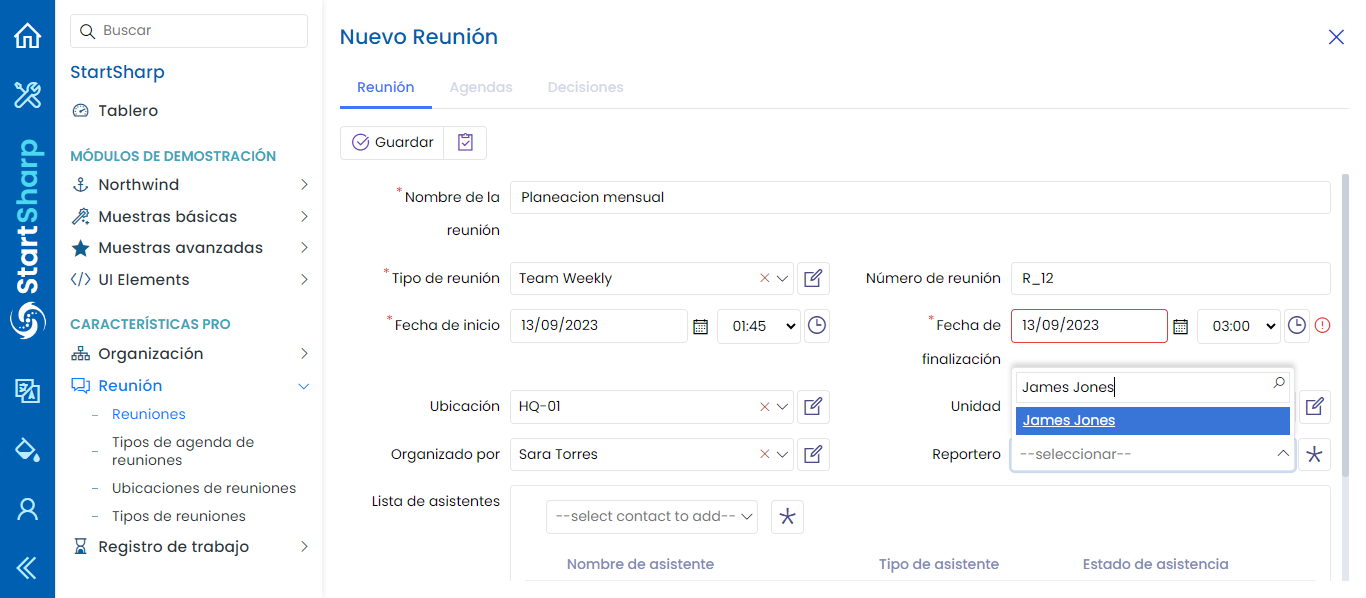 Buscar
StartSharp
Tablero
MÓDULOS DE DEMOSTRACIÓN
Northwind
Muestras básicas
Muestras avanzadas
UI Elements
CARACTERÍSTICAS PRO
Organización
Reunión
Reuniones
Tipos de agenda de
reuniones
Ubicaciones de reuniones
Tipos de reuniones
Registro de trabajo
StartSharp
Nuevo Reunión
Reunión
Agendas
Decisiones
Guardar
*Nombre de la
reunión
Planeacion mensual
*Tipo de reunión
Team Weekly
Número de reunión
R_12
*Fecha de inicio
13/09/2023
01:45
*Fecha de
finalización
13/09/2023
03:00
Ubicación
HQ-01
Unidad
James Jones
James Jones
Organizado por
Sara Torres
Reportero
--seleccionar--
Lista de asistentes
--select contact to add--
Nombre de asistente
Tipo de asistente
Estado de asistencia